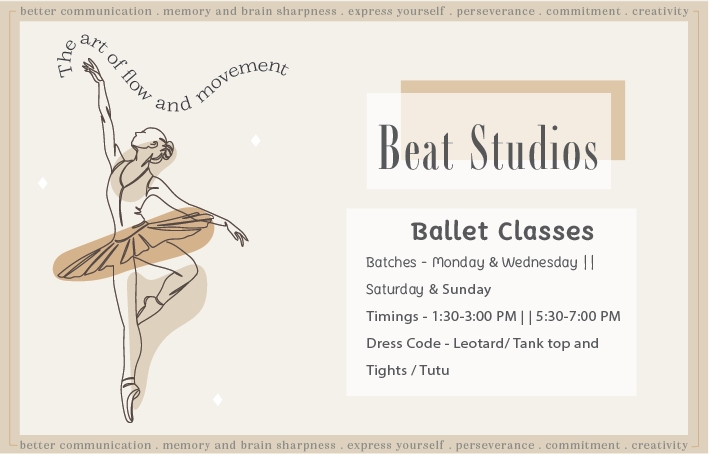 better communication . memory and brain sharpness . express yourself . perseverance . commitment . creativity
The art of flow and movement
Beat Studios
Ballet Classes
Batches - Monday & Wednesday ||
Saturday & Sunday
Timings - 1:30-3:00 PM || 5:30-7:00 PM
Dress Code - Leotard/ Tank top and
Tights / Tutu
better communication . memory and brain sharpness . express yourself . perseverance . commitment . creativity